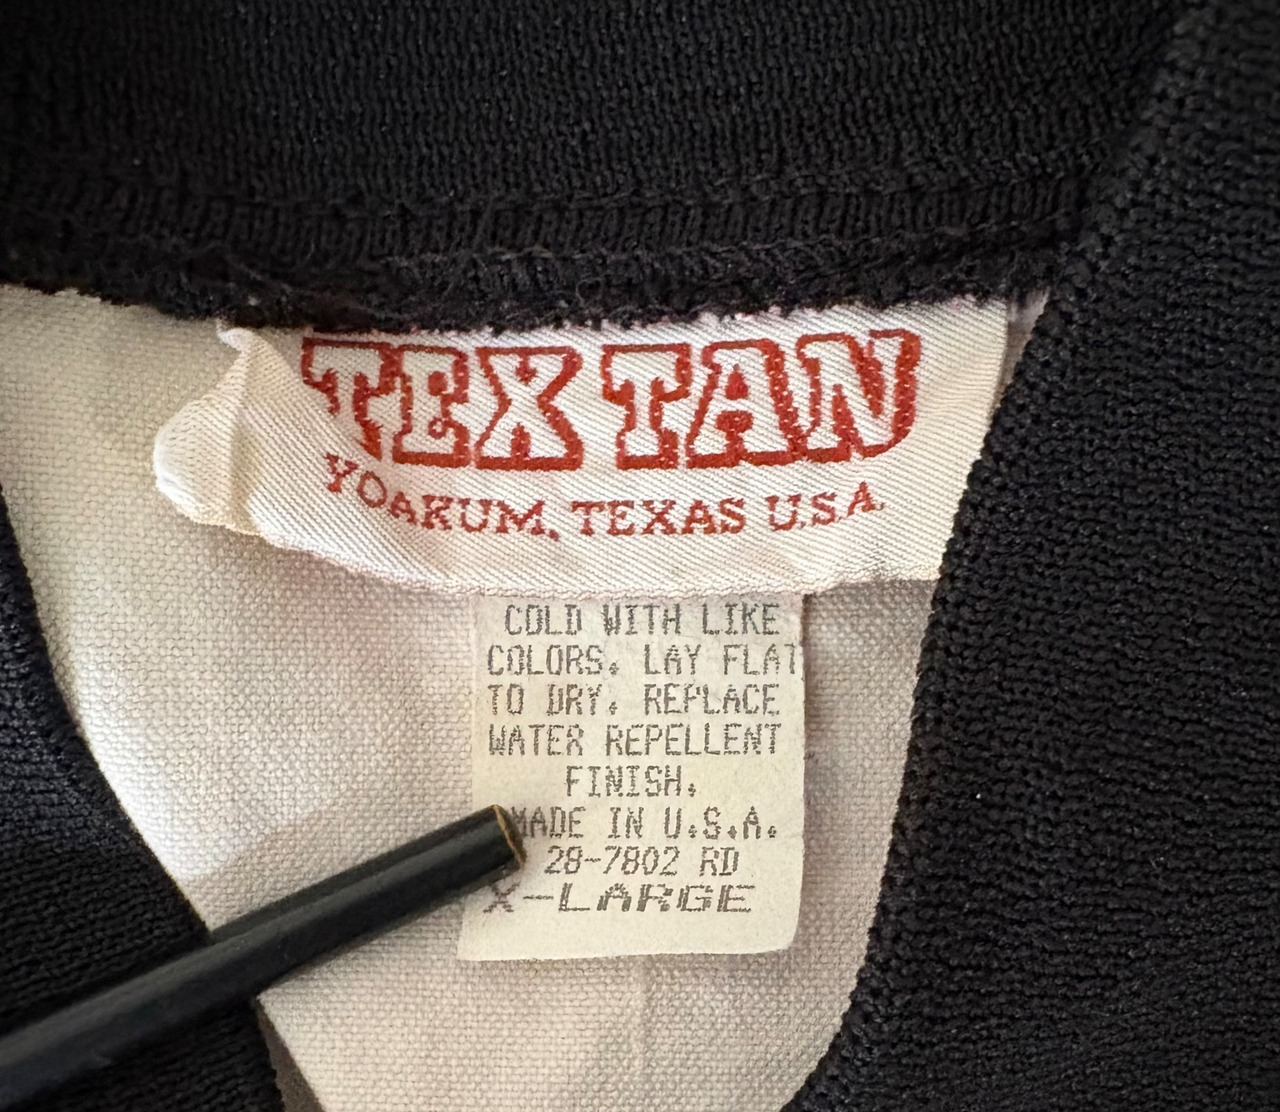 TEX TAN
YOAKUM, TEXAS U.S.A.
COLD WITH LIKE
COLORS. LAY FLAT
TO DRY. REPLACE
WATER REPELLENT
FINISH.
MADE IN U.S.A.
28-7802 RD
X-LARGE